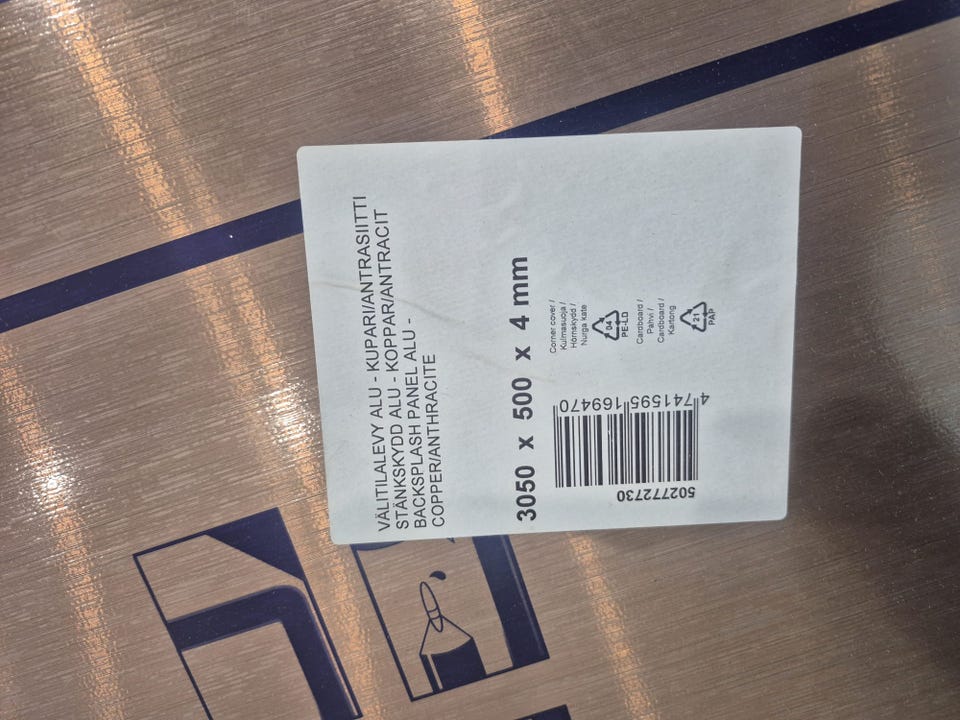 VÄLITILALEVY ALU - KUPARI/ANTRASIITTI
STÄNKSKYDD ALU - KOPPAR/ANTRACIT
BACKSPLASH PANEL ALU -
COPPER/ANTHRACITE
3050 x 500 x 4 mm
502772730
4 741595 169470
Corner cover /
Kulmasuoja /
Hörnskydd /
Nurga kate
04
PE-LD
Cardboard /
Pahvi /
Cardboard /
Kartong
21
PAP